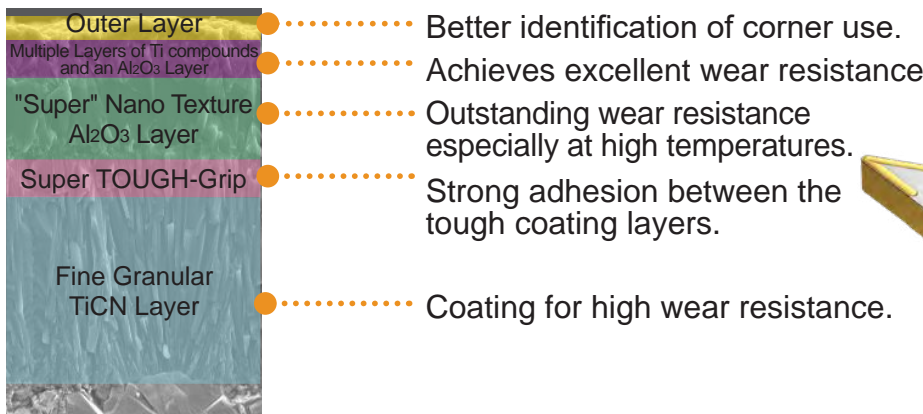 Outer Layer
Better identification of corner use.
Multiple Layers of Ti compounds
and an Al2O3 Layer
Achieves excellent wear resistance
"Super" Nano Texture
Al2O3 Layer
Outstanding wear resistance
especially at high temperatures.
Super TOUGH-Grip
Strong adhesion between the
tough coating layers.
Fine Granular
TiCN Layer
Coating for high wear resistance.